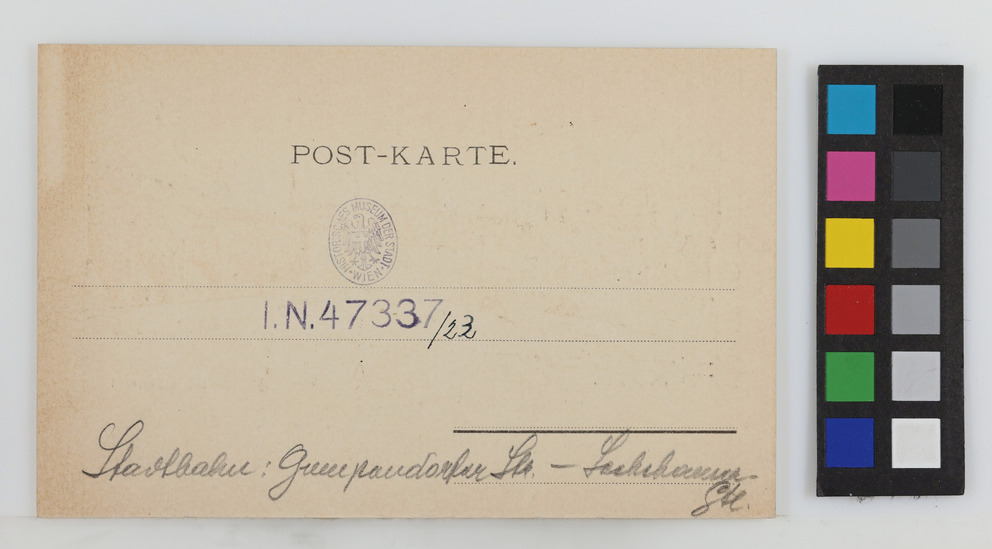 POST-KARTE.
HISTORISCHES MUSEUM DER STADT WIEN
I.N. 47337/23
Stadtbahn: Gumpendorfer Str. – Sechshauser
Str.